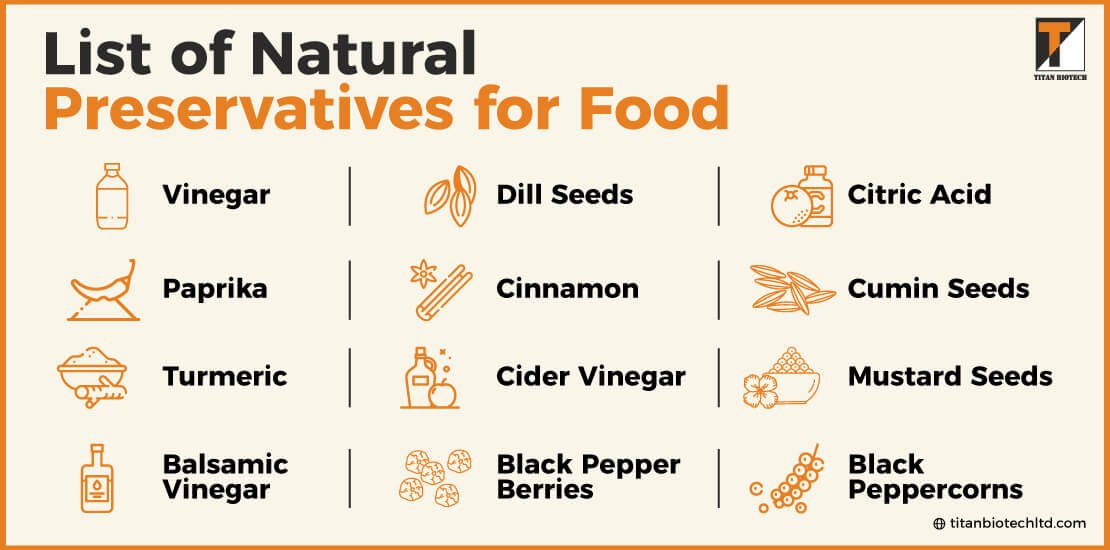 List of Natural
Preservatives for Food
T
TITAN BIOTECH
Vinegar
Dill Seeds
C
Citric Acid
Paprika
Cinnamon
Cumin Seeds
Turmeric
Cider Vinegar
Mustard Seeds
Balsamic
Vinegar
Black Pepper
Berries
Black
Peppercorns
titanbiotechltd.com